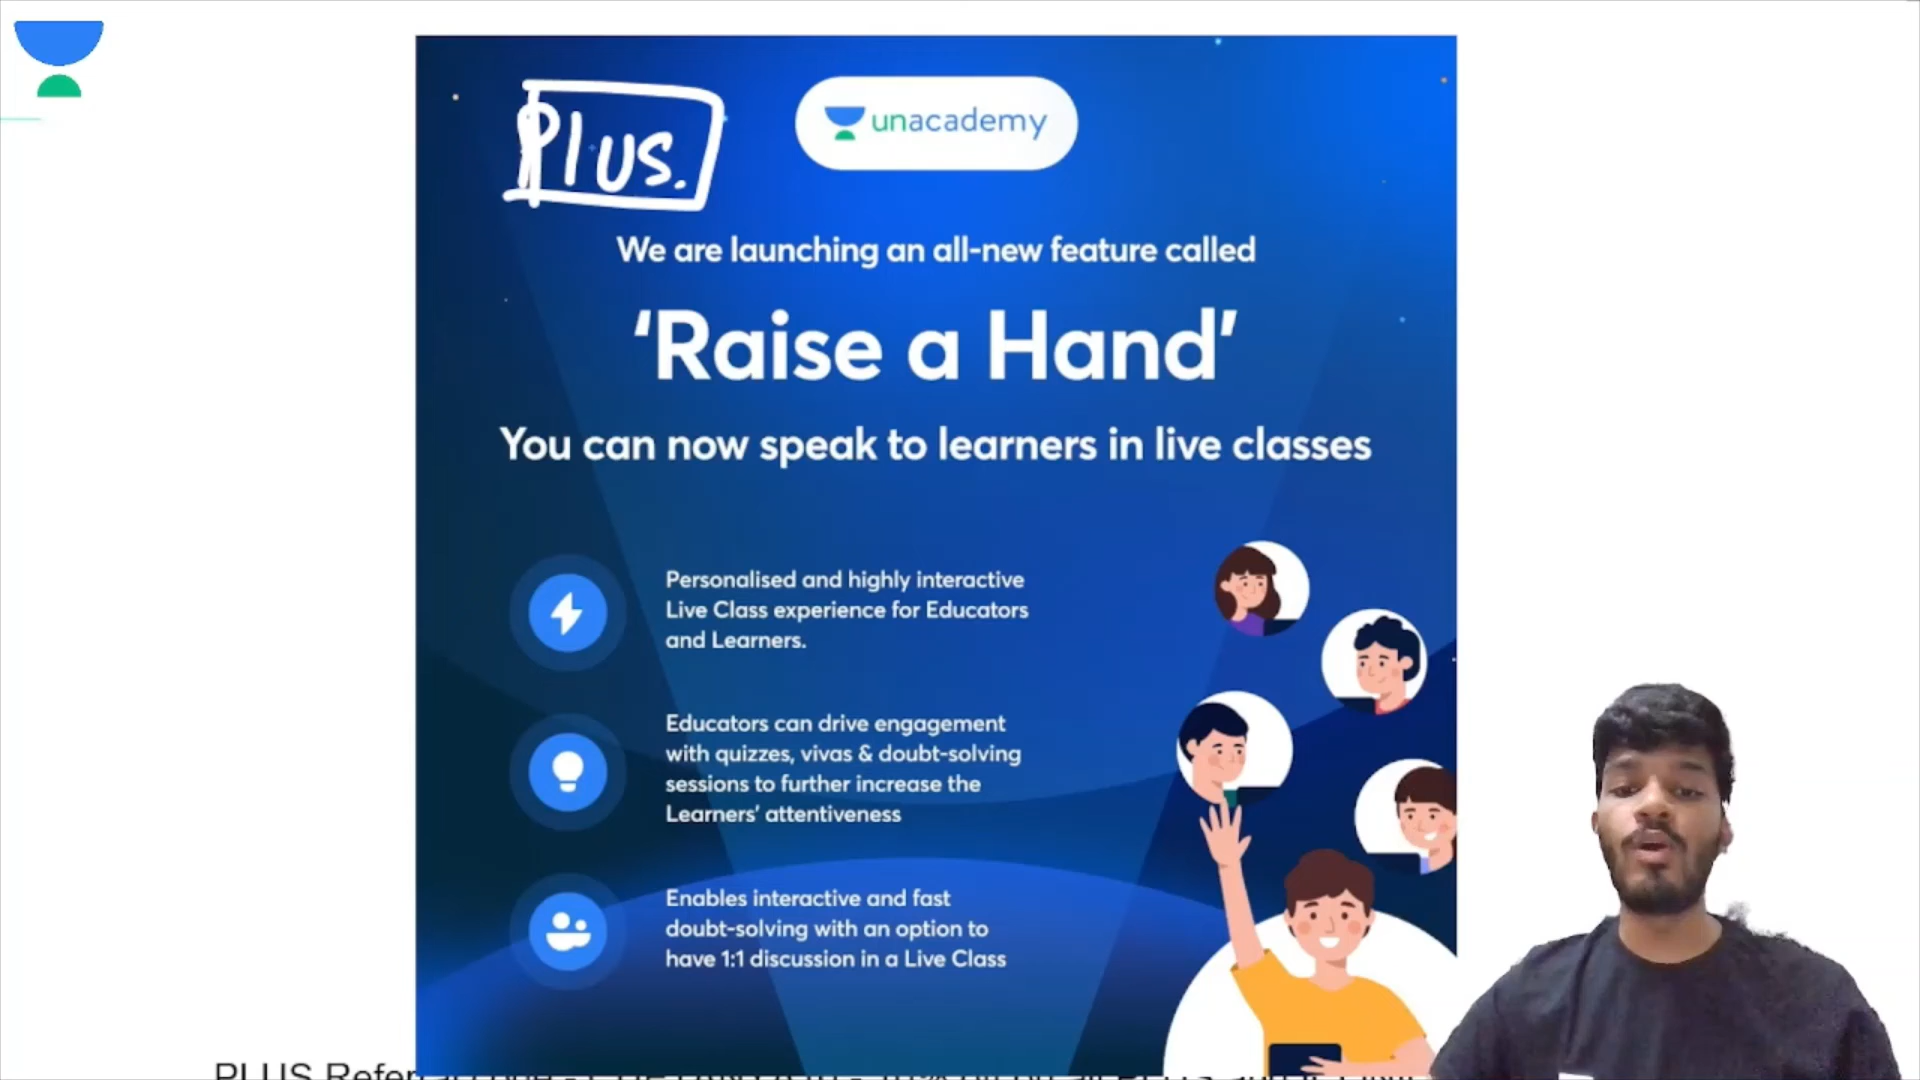 Plus.
unacademy
We are launching an all-new feature called
‘Raise a Hand’
You can now speak to learners in live classes
Personalised and highly interactive
Live Class experience for Educators
and Learners.
Educators can drive engagement
with quizzes, vivas & doubt-solving
sessions to further increase the
Learners’ attentiveness
Enables interactive and fast
doubt-solving with an option to
have 1:1 discussion in a Live Class
PLUS